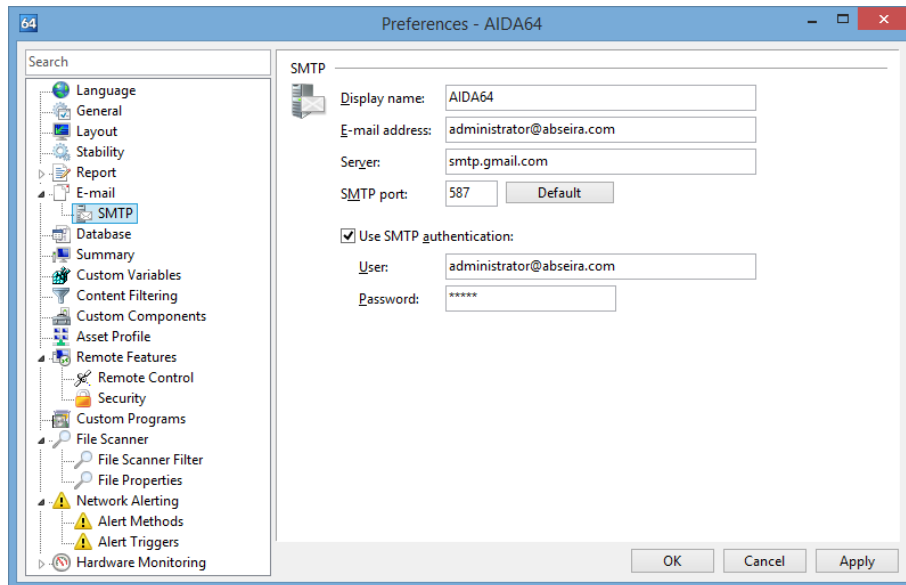 64
Preferences - AIDA64
Search
Language
General
Layout
Stability
Report
E-mail
SMTP
Database
Summary
Custom Variables
Content Filtering
Custom Components
Asset Profile
Remote Features
Remote Control
Security
Custom Programs
File Scanner
File Scanner Filter
File Properties
Network Alerting
Alert Methods
Alert Triggers
Hardware Monitoring
SMTP
Display name: AIDA64
E-mail address: administrator@abseira.com
Server: smtp.gmail.com
SMTP port: 587 Default
Use SMTP authentication:
User: administrator@abseira.com
Password: *****
OK Cancel Apply